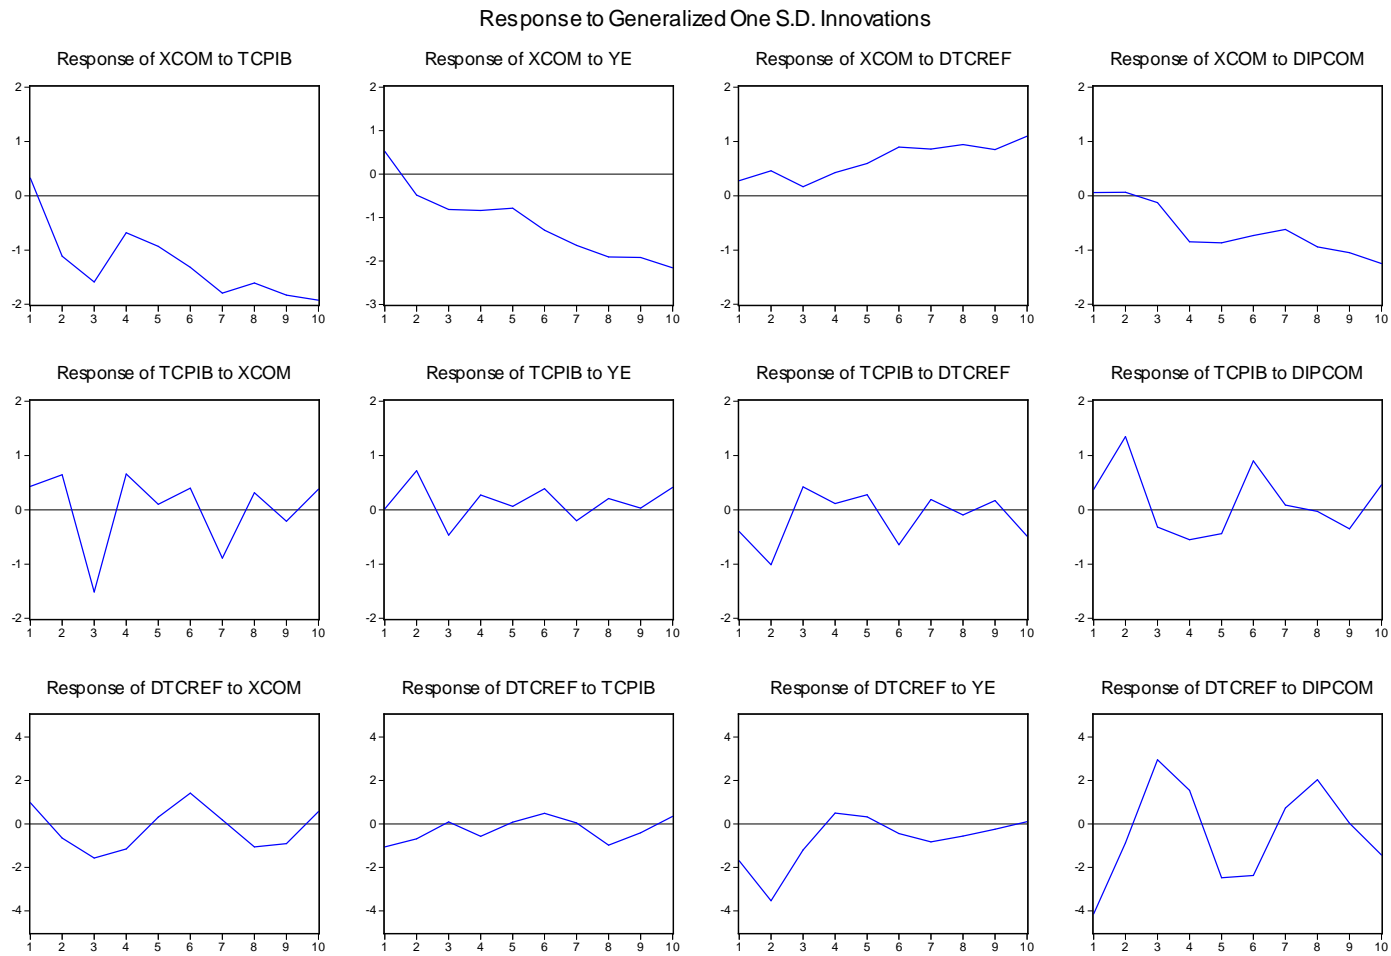 Response to Generalized One S.D. Innovations
Response of XCOM to TCPIB
2
1
0
-1
-2
1 2 3 4 5 6 7 8 9 10
Response of XCOM to YE
2
1
0
-1
-2
-3
1 2 3 4 5 6 7 8 9 10
Response of XCOM to DTCREF
2
1
0
-1
-2
1 2 3 4 5 6 7 8 9 10
Response of XCOM to DIPCOM
2
1
0
-1
-2
1 2 3 4 5 6 7 8 9 10
Response of TCPIB to XCOM
2
1
0
-1
-2
1 2 3 4 5 6 7 8 9 10
Response of TCPIB to YE
2
1
0
-1
-2
1 2 3 4 5 6 7 8 9 10
Response of TCPIB to DTCREF
2
1
0
-1
-2
1 2 3 4 5 6 7 8 9 10
Response of TCPIB to DIPCOM
2
1
0
-1
-2
1 2 3 4 5 6 7 8 9 10
Response of DTCREF to XCOM
4
2
0
-2
-4
1 2 3 4 5 6 7 8 9 10
Response of DTCREF to TCPIB
4
2
0
-2
-4
1 2 3 4 5 6 7 8 9 10
Response of DTCREF to YE
4
2
0
-2
-4
1 2 3 4 5 6 7 8 9 10
Response of DTCREF to DIPCOM
4
2
0
-2
-4
1 2 3 4 5 6 7 8 9 10